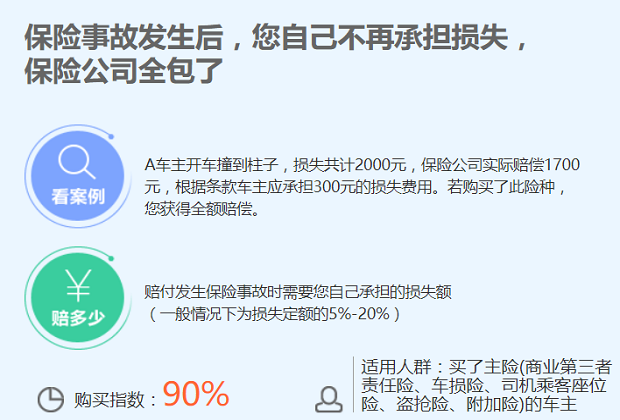 保险事故发生后，您自己不再承担损失，
保险公司全包了
看案例
A车主开车撞到柱子，损失共计2000元，保险公司实际赔偿1700
元，根据条款车主应承担300元的损失费用。若购买了此险种，
您获得全额赔偿。
¥
赔多少
赔付发生保险事故时需要您自己承担的损失额
（一般情况下为损失定额的5%-20%）
购买指数：90%
适用人群：买了主险(商业第三者
责任险、车损险、司机乘客座位
险、盗抢险、附加险)的车主